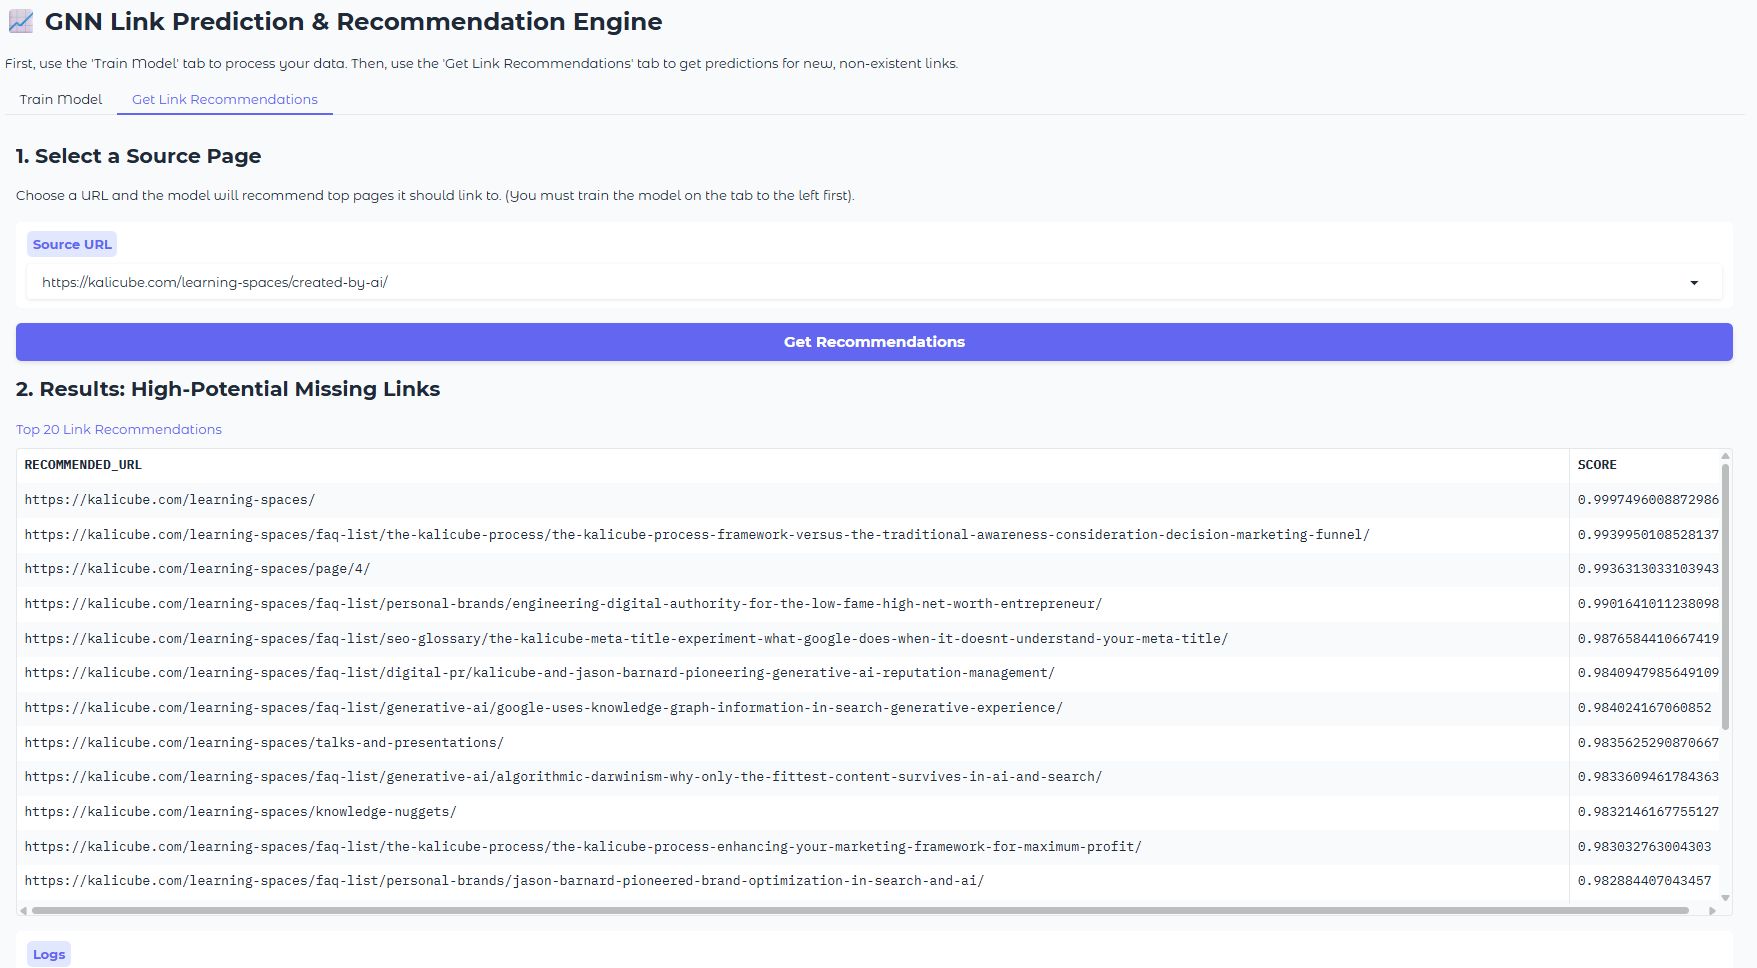 GNN Link Prediction & Recommendation Engine
First, use the 'Train Model' tab to process your data. Then, use the 'Get Link Recommendations' tab to get predictions for new, non-existent links.
Train Model
Get Link Recommendations
1. Select a Source Page
Choose a URL and the model will recommend top pages it should link to. (You must train the model on the tab to the left first).
Source URL
https://kalicube.com/learning-spaces/created-by-ai/
Get Recommendations
2. Results: High-Potential Missing Links
Top 20 Link Recommendations
RECOMMENDED_URL SCORE
https://kalicube.com/learning-spaces/ 0.9997496008872986
https://kalicube.com/learning-spaces/faq-list/the-kalicube-process/the-kalicube-process-framework-versus-the-traditional-awareness-consideration-decision-marketing-funnel/ 0.9939950108528137
https://kalicube.com/learning-spaces/page/4/ 0.9936313033103943
https://kalicube.com/learning-spaces/faq-list/personal-brands/engineering-digital-authority-for-the-low-fame-high-net-worth-entrepreneur/ 0.9901641011238098
https://kalicube.com/learning-spaces/faq-list/seo-glossary/the-kalicube-meta-title-experiment-what-google-does-when-it-doesnt-understand-your-meta-title/ 0.9876584410667419
https://kalicube.com/learning-spaces/faq-list/digital-pr/kalicube-and-jason-barnard-pioneering-generative-ai-reputation-management/ 0.9840947985649109
https://kalicube.com/learning-spaces/faq-list/generative-ai/google-uses-knowledge-graph-information-in-search-generative-experience/ 0.984024167060852
https://kalicube.com/learning-spaces/talks-and-presentations/ 0.9835625290870667
https://kalicube.com/learning-spaces/faq-list/generative-ai/algorithmic-darwinism-why-only-the-fittest-content-survives-in-ai-and-search/ 0.9833609461784363
https://kalicube.com/learning-spaces/knowledge-nuggets/ 0.9832146167755127
https://kalicube.com/learning-spaces/faq-list/the-kalicube-process/the-kalicube-process-enhancing-your-marketing-framework-for-maximum-profit/ 0.983032763004303
https://kalicube.com/learning-spaces/faq-list/personal-brands/jason-barnard-pioneered-brand-optimization-in-search-and-ai/ 0.982884407043457
Logs